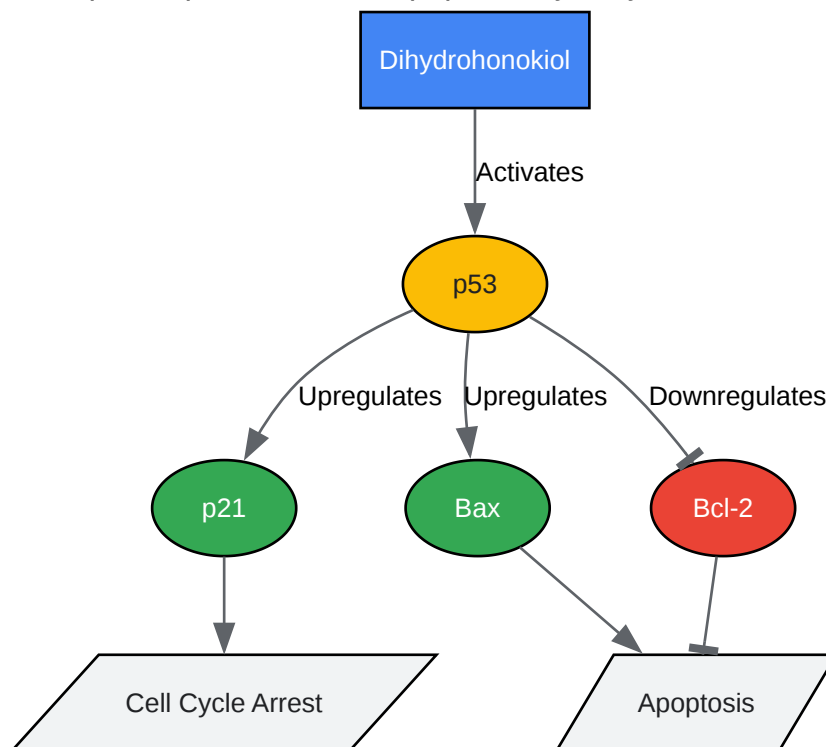 Dihydrohonokiol
Activates
p53
Upregulates Upregulates Downregulates
p21 Bax Bcl-2
Cell Cycle Arrest Apoptosis